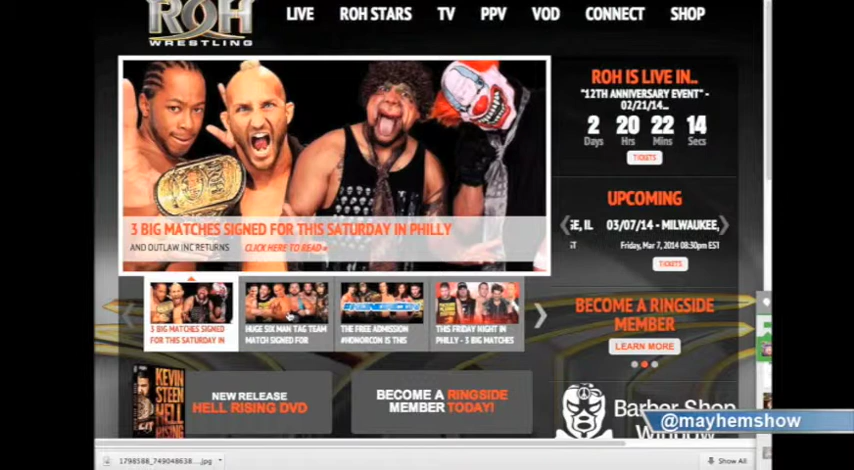 ROH
WRESTLING
LIVE
ROH STARS
TV
PPV
VOD
CONNECT
SHOP
3 BIG MATCHES SIGNED FOR THIS SATURDAY IN PHILLY
AND OUTLAW INC RETURNS CLICK HERE TO READ »
ROH IS LIVE IN...
"12TH ANNIVERSARY EVENT" -
02/21/14...
2 20 22 14
Days Hrs Mins Secs
TICKETS
UPCOMING
E, IL 03/07/14 - MILWAUKEE,
ST Friday, Mar 7, 2014 08:30pm EST
TICKETS
3 BIG MATCHES SIGNED
FOR THIS SATURDAY IN
HUGE SIX MAN TAG TEAM
MATCH SIGNED FOR
THE FREE ADMISSION
#HONORCON IS THIS
THIS FRIDAY NIGHT IN
PHILLY - 3 BIG MATCHES
BECOME A RINGSIDE
MEMBER
LEARN MORE
KEVIN
STEEN
HELL
RISING
NEW RELEASE
HELL RISING DVD
BECOME A RINGSIDE
MEMBER TODAY!
Barber Shop
Window
@mayhemshow
1798588_749048638....jpg
Show All